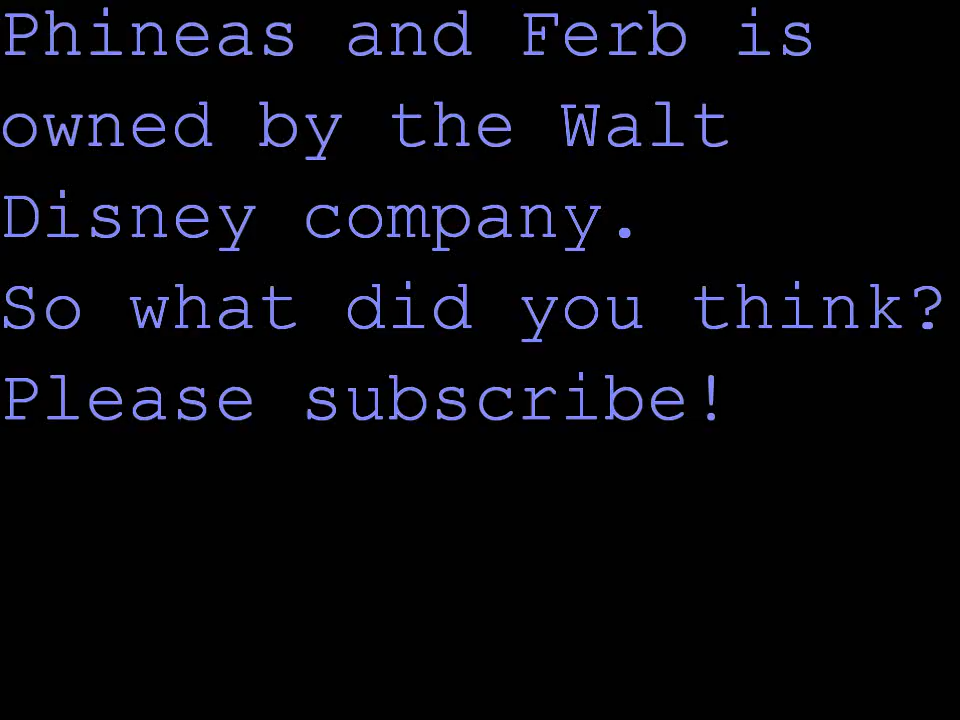 Phineas and Ferb is
owned by the Walt
Disney company.
So what did you think?
Please subscribe!